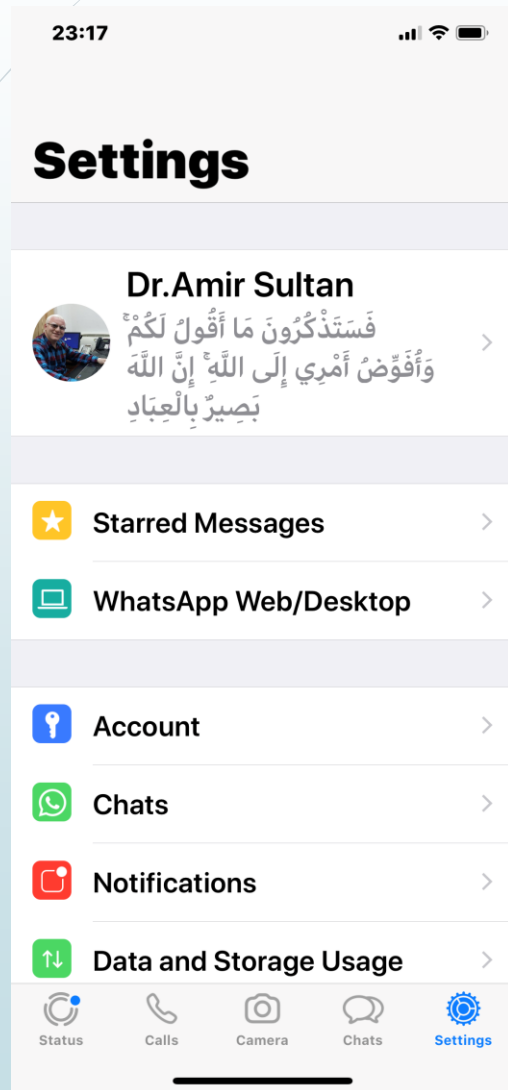 23:17
Settings
Dr.Amir Sultan
فَسَتَذْكُرُونَ مَا أَقُولُ لَكُمْ ۚ
وَأُفَوِّضُ أَمْرِي إِلَى اللَّهِ ۚ إِنَّ اللَّهَ
بَصِيرٌ بِالْعِبَادِ
Starred Messages
WhatsApp Web/Desktop
Account
Chats
Notifications
Data and Storage Usage
Status
Calls
Camera
Chats
Settings